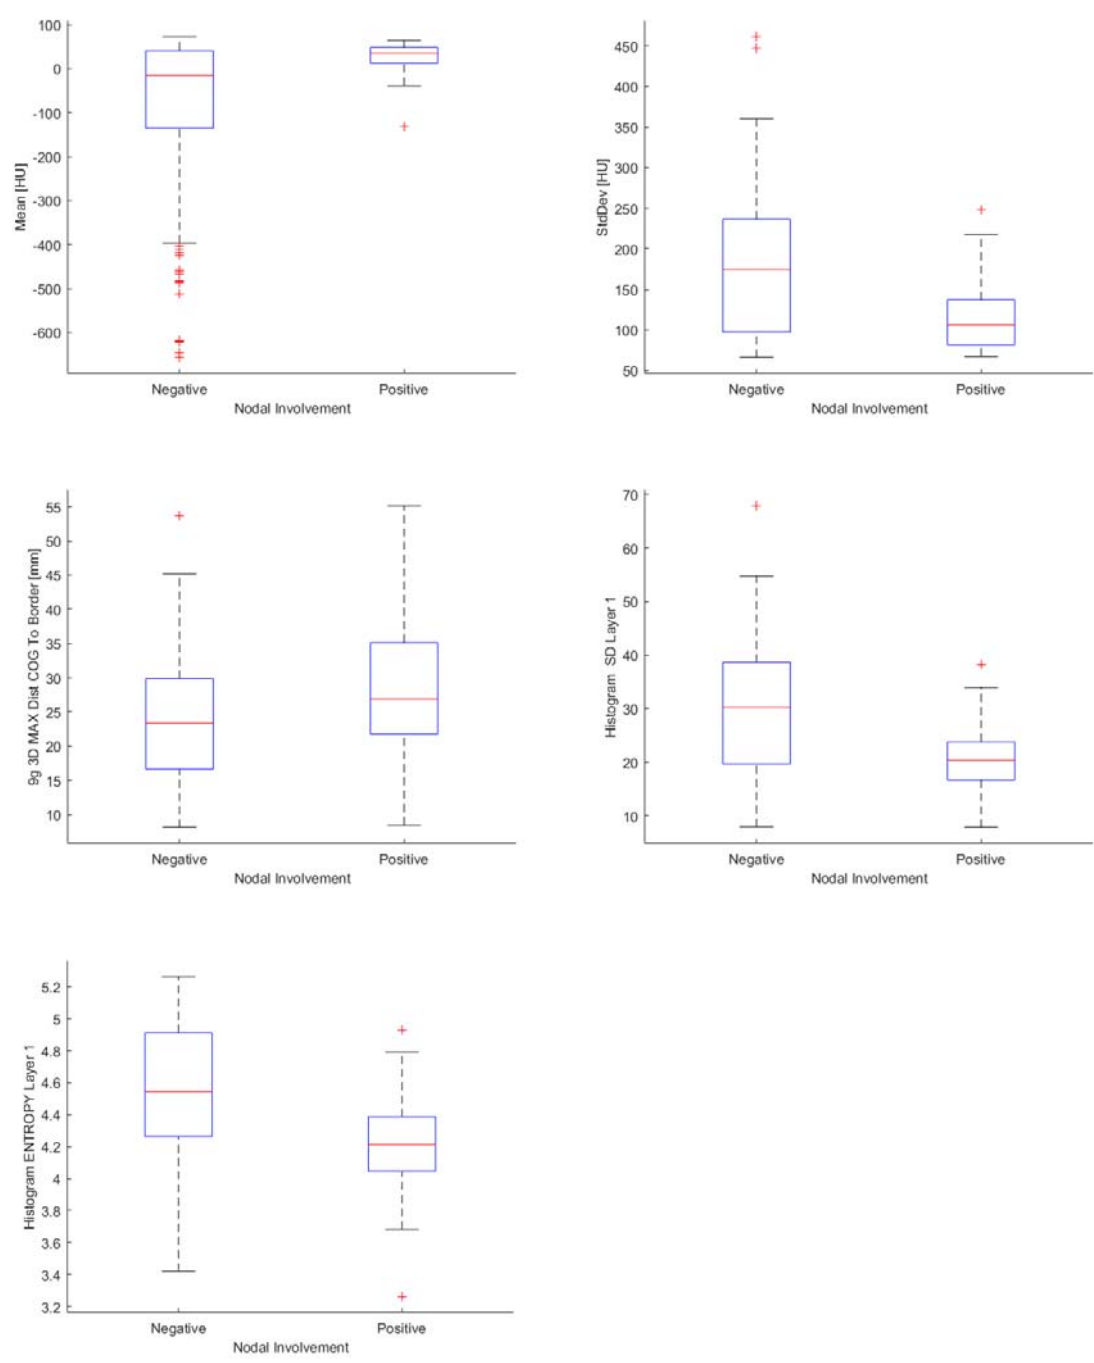 100
0
-100
-200
-300
-400
-500
-600
Mean [HU]
Negative
Positive
Nodal Involvement
450
400
350
300
250
200
150
100
50
StdDev [HU]
Negative
Positive
Nodal Involvement
55
50
45
40
35
30
25
20
15
10
9g 3D MAX Dist COG To Border [mm]
Negative
Positive
Nodal Involvement
70
60
50
40
30
20
10
Histogram SD Layer 1
Negative
Positive
Nodal Involvement
5.2
5
4.8
4.6
4.4
4.2
4
3.8
3.6
3.4
3.2
Histogram ENTROPY Layer 1
Negative
Positive
Nodal Involvement